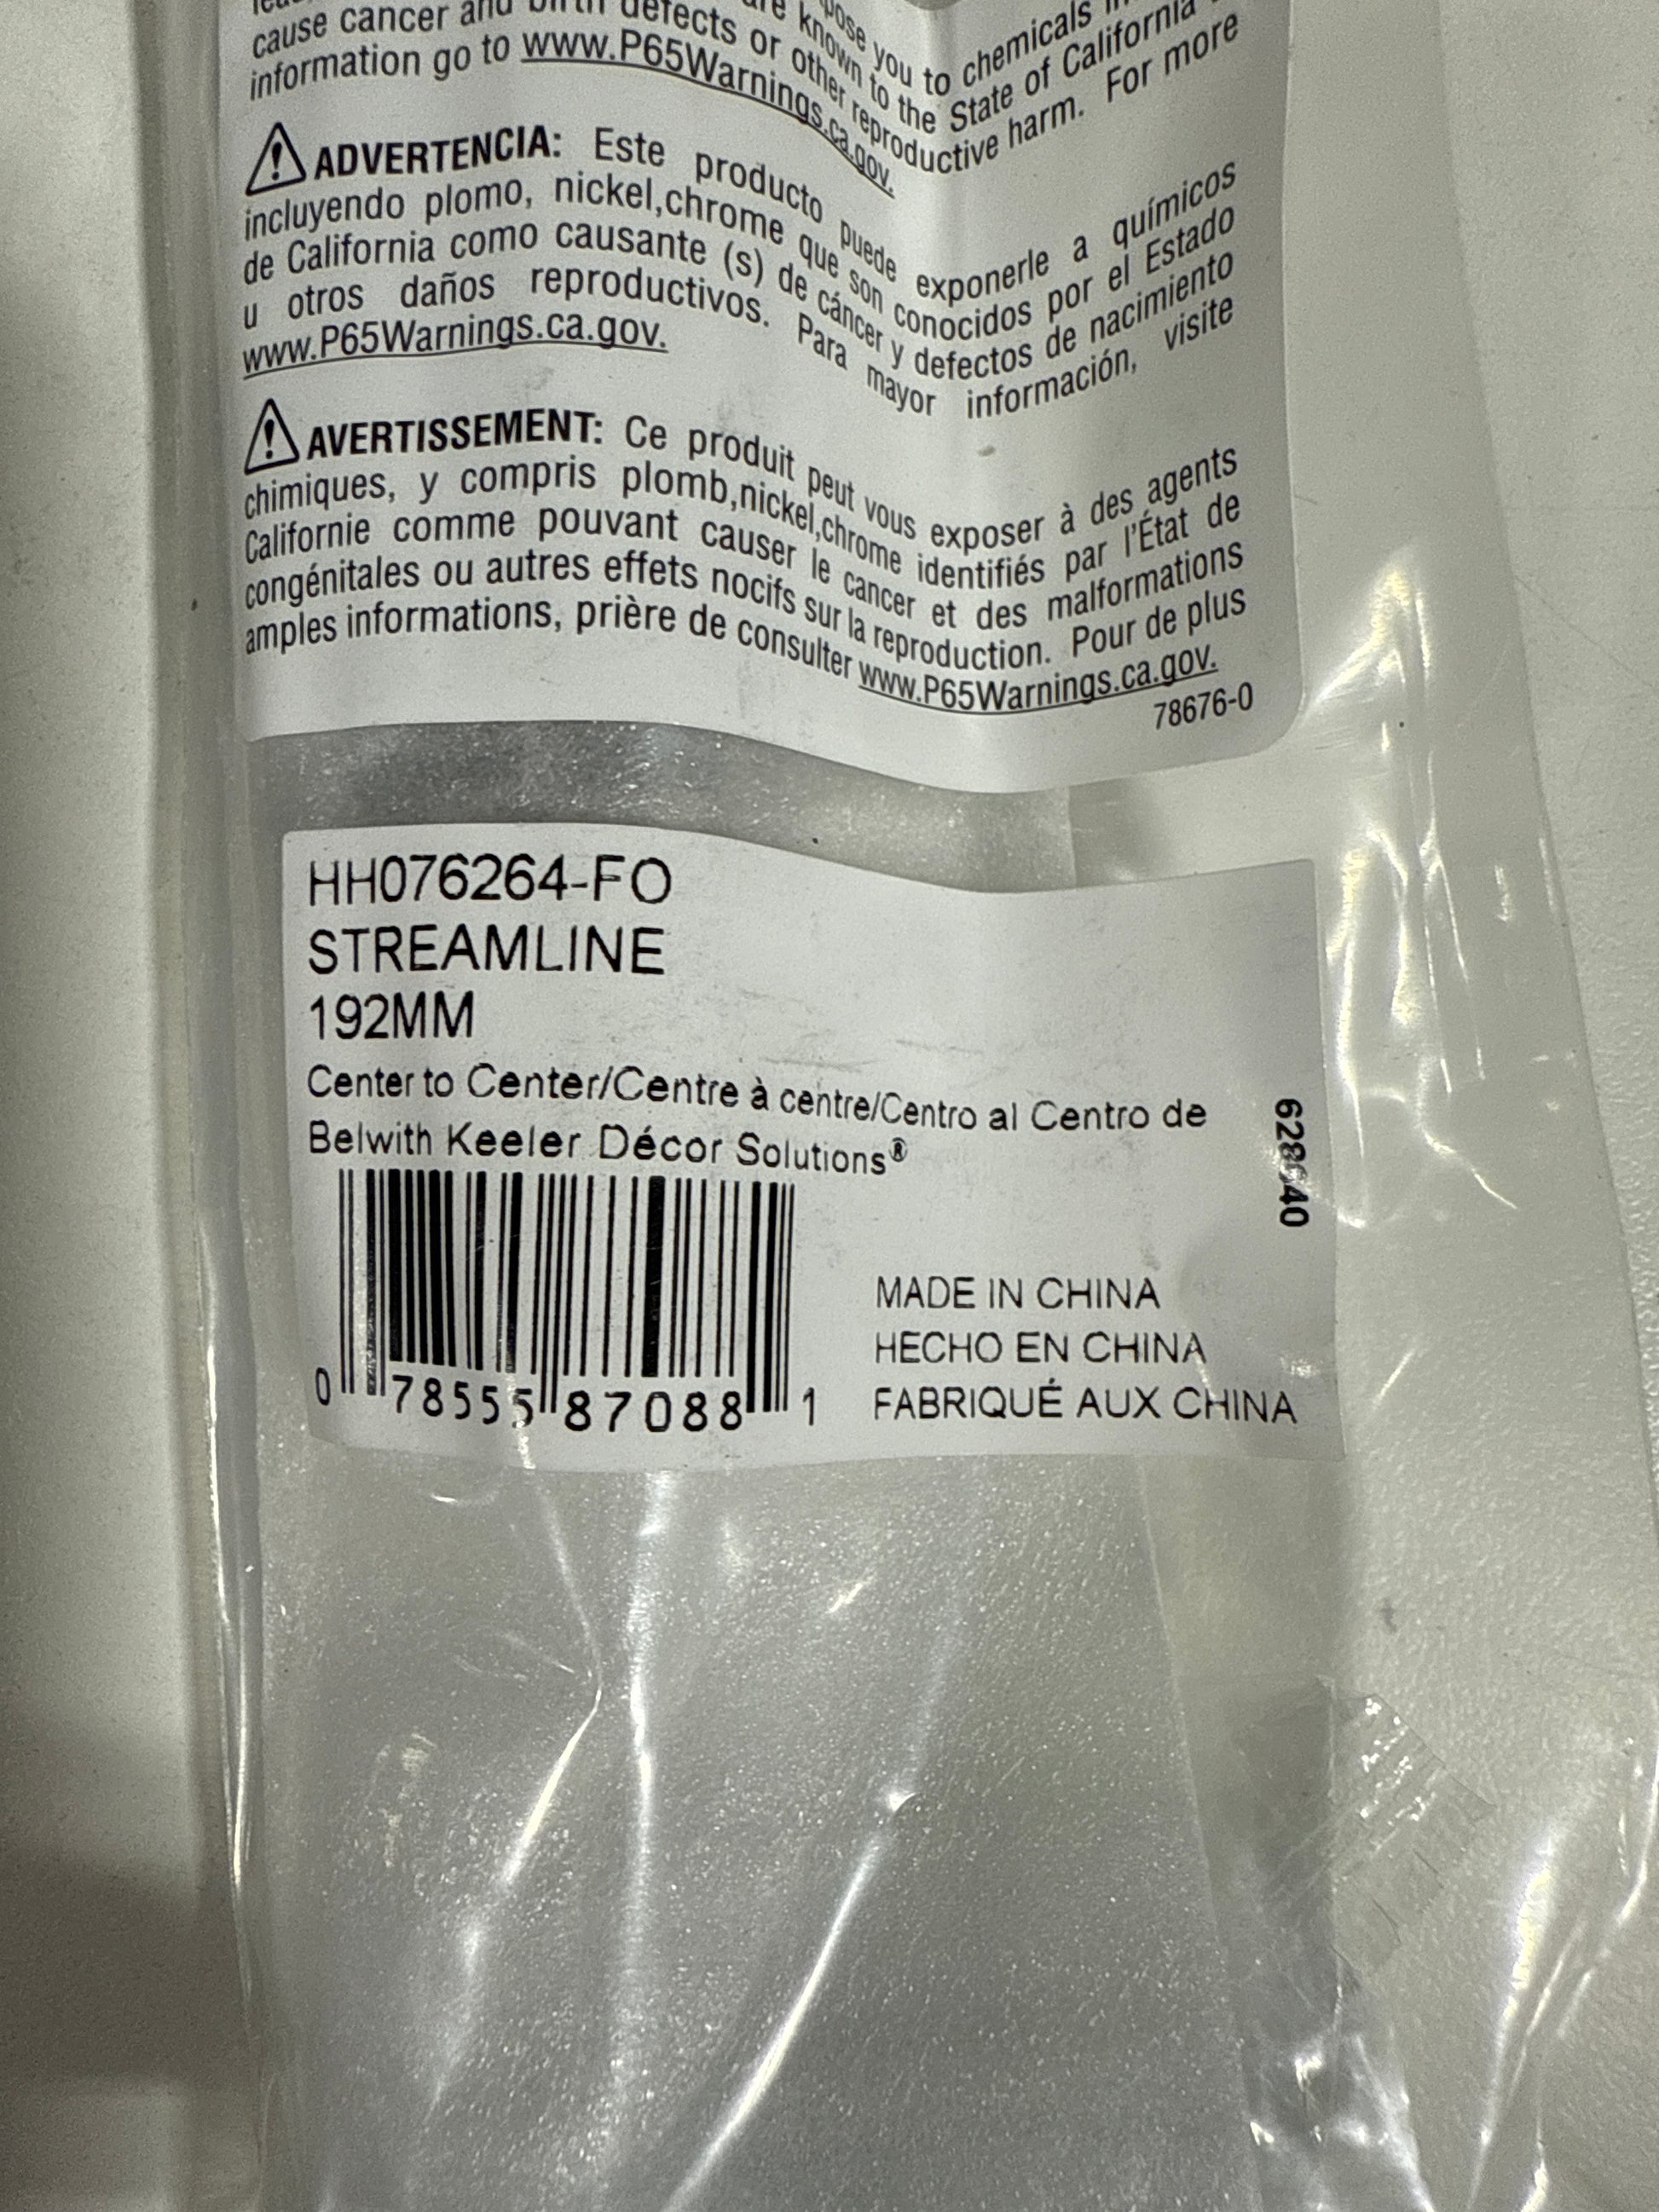 cause cancer and birth defects or other reproductive harm. For more
information go to www.P65Warnings.ca.gov.
⚠ ADVERTENCIA: Este producto puede exponerle a químicos
incluyendo plomo, nickel,chrome que son conocidos por el Estado
de California como causante (s) de cáncer y defectos de nacimiento
u otros daños reproductivos. Para mayor información, visite
www.P65Warnings.ca.gov.
⚠ AVERTISSEMENT: Ce produit peut vous exposer à des agents
chimiques, y compris plomb,nickel,chrome identifiés par l'État de
Californie comme pouvant causer le cancer et des malformations
congénitales ou autres effets nocifs sur la reproduction. Pour de plus
amples informations, prière de consulter www.P65Warnings.ca.gov.
78676-0
HH076264-FO
STREAMLINE
192MM
Center to Center/Centre à centre/Centro al Centro de
Belwith Keeler Décor Solutions®
0 78555 87088 1
MADE IN CHINA
HECHO EN CHINA
FABRIQUÉ AUX CHINA